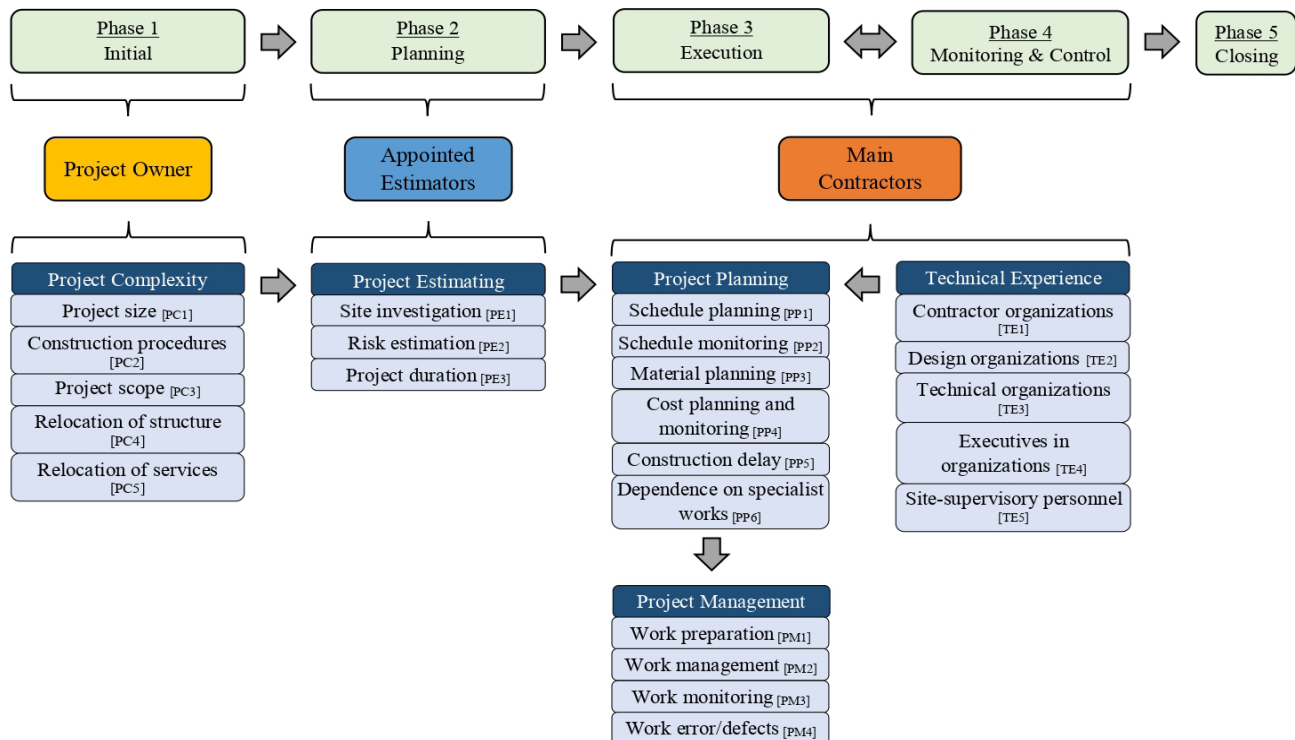 Phase 1
Initial
Phase 2
Planning
Phase 3
Execution
Phase 4
Monitoring & Control
Phase 5
Closing
Project Owner
Appointed
Estimators
Main
Contractors
Project Complexity
Project size [PC1]
Construction procedures
[PC2]
Project scope [PC3]
Relocation of structure
[PC4]
Relocation of services
[PC5]
Project Estimating
Site investigation [PE1]
Risk estimation [PE2]
Project duration [PE3]
Project Planning
Schedule planning [PP1]
Schedule monitoring [PP2]
Material planning [PP3]
Cost planning and
monitoring [PP4]
Construction delay [PP5]
Dependence on specialist
works [PP6]
Technical Experience
Contractor organizations
[TE1]
Design organizations [TE2]
Technical organizations
[TE3]
Executives in
organizations [TE4]
Site-supervisory personnel
[TE5]
Project Management
Work preparation [PM1]
Work management [PM2]
Work monitoring [PM3]
Work error/defects [PM4]